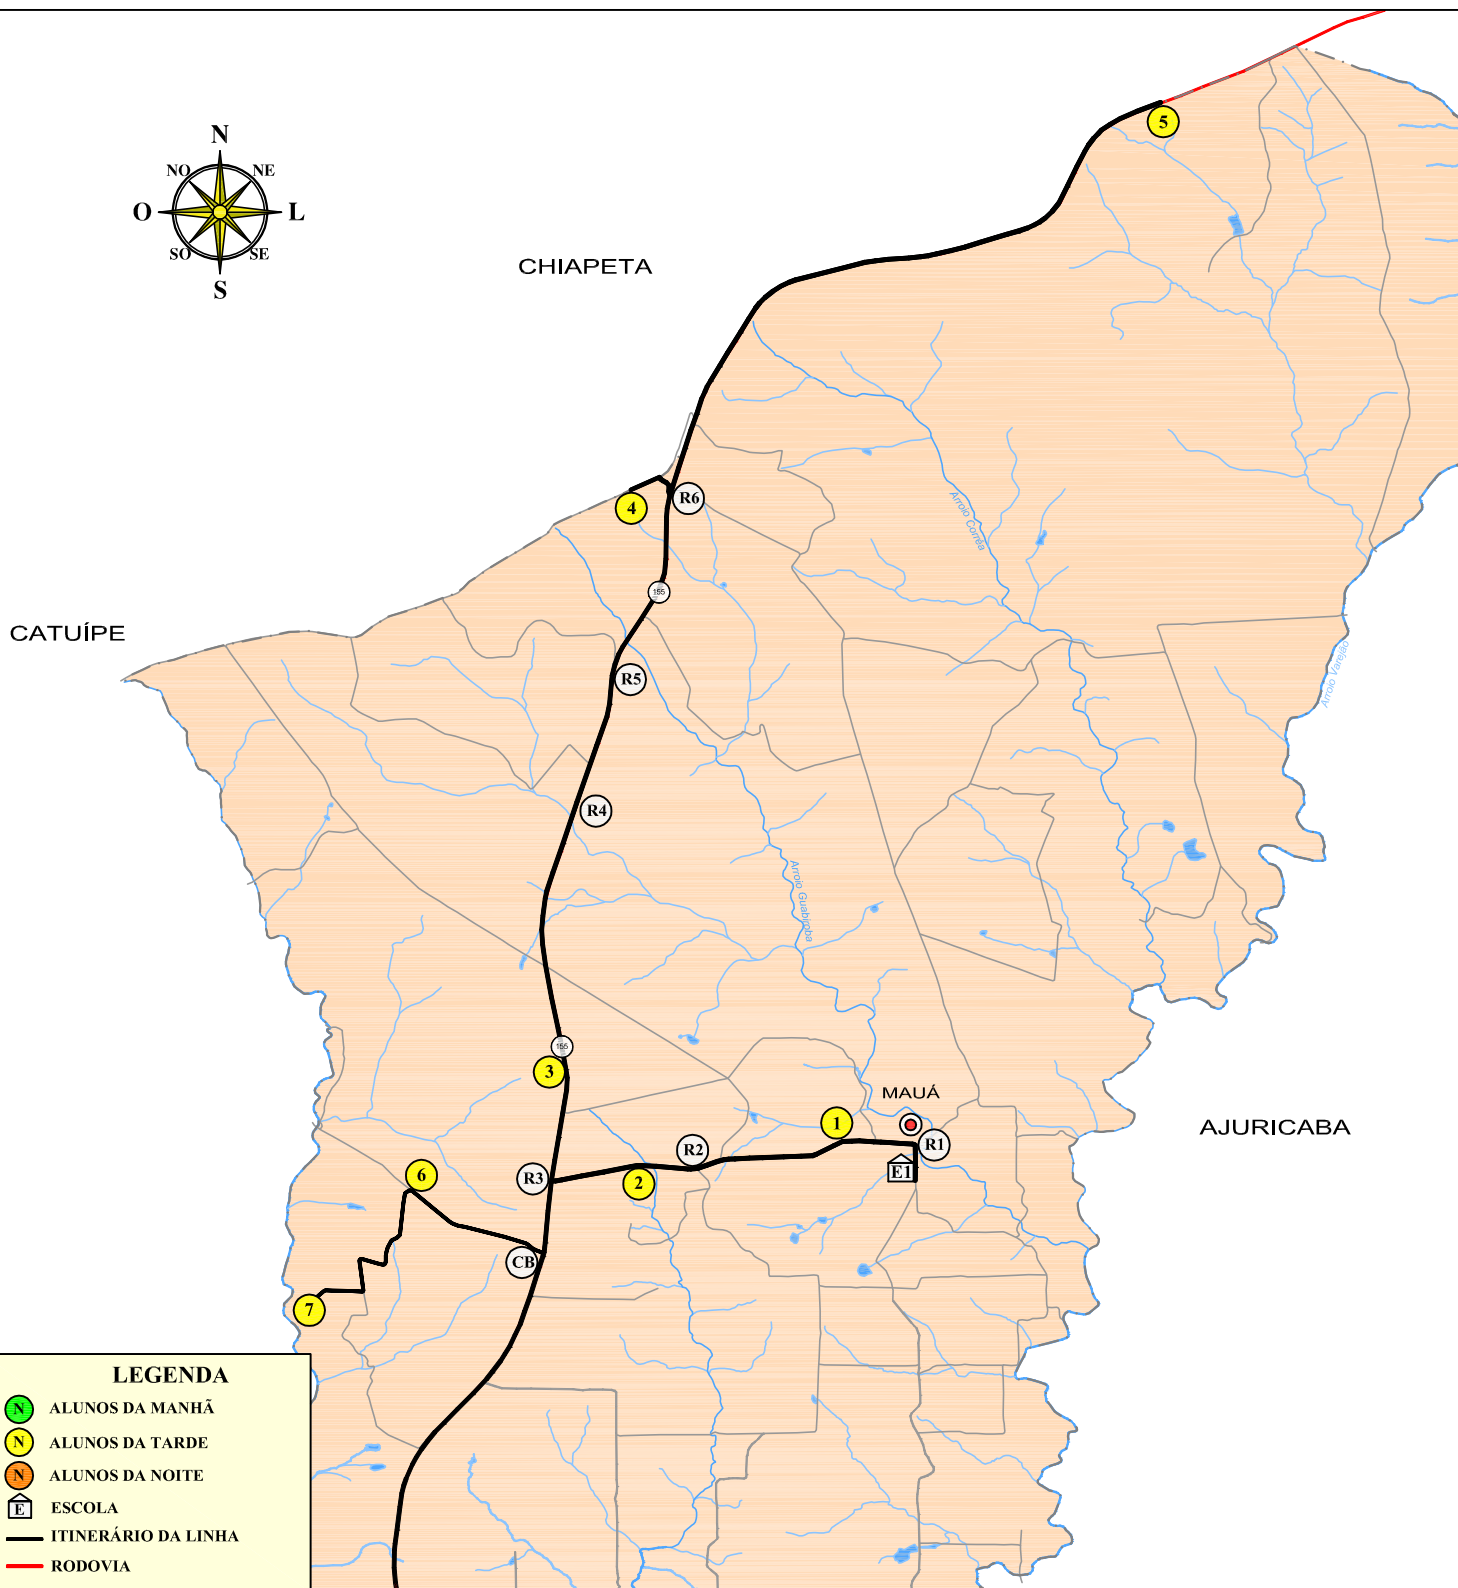 5
N
NO
NE
O
L
SO
SE
S
CHIAPETA
R6
4
Arroio Corrêa
155
CATUÍPE
R5
Arroio Varejão
R4
Arroio Guabiroba
155
3
MAUÁ
1
AJURICABA
R1
R2
E1
6
R3
2
CB
7
LEGENDA
N ALUNOS DA MANHÃ
N ALUNOS DA TARDE
N ALUNOS DA NOITE
E ESCOLA
ITINERÁRIO DA LINHA
RODOVIA